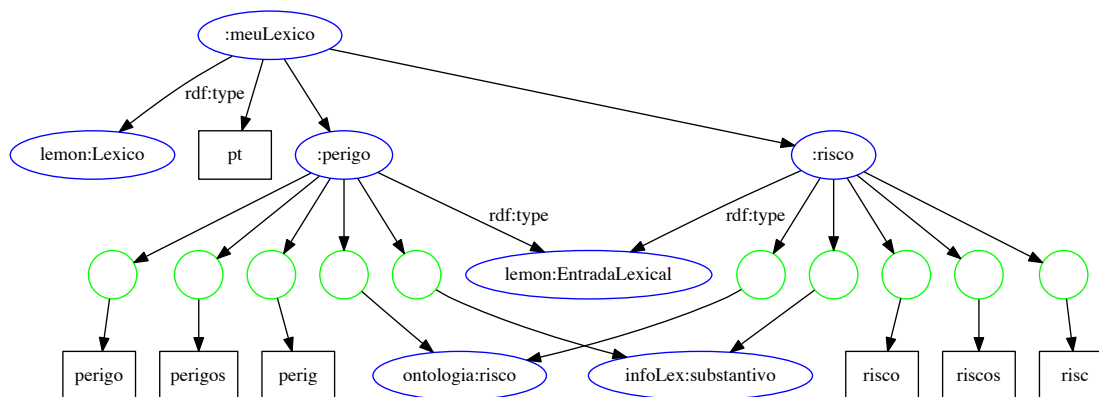 :meuLexico
rdf:type
lemon:Lexico
pt
:perigo
:risco
rdf:type
rdf:type
lemon:EntradaLexical
perigo
perigos
perig
ontologia:risco
infoLex:substantivo
risco
riscos
risc